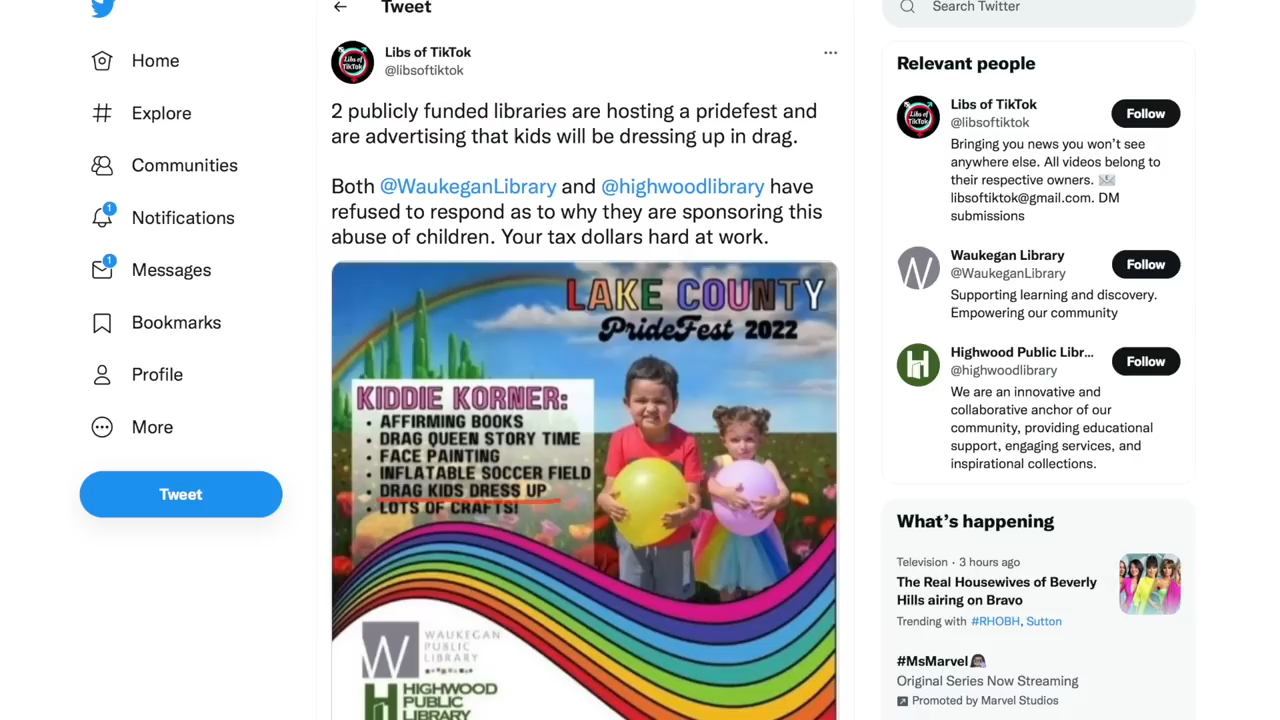 Tweet
Search Twitter
Home
Explore
Communities
1
Notifications
1
Messages
Bookmarks
Profile
More
Tweet
Libs of TikTok
Libs of TikTok
@libsoftiktok
2 publicly funded libraries are hosting a pridefest and
are advertising that kids will be dressing up in drag.
Both @WaukeganLibrary and @highwoodlibrary have
refused to respond as to why they are sponsoring this
abuse of children. Your tax dollars hard at work.
LAKE COUNTY
PrideFest 2022
KIDDIE KORNER:
• AFFIRMING BOOKS
• DRAG QUEEN STORY TIME
• FACE PAINTING
• INFLATABLE SOCCER FIELD
• DRAG KIDS DRESS UP
• LOTS OF CRAFTS!
W
WAUKEGAN
PUBLIC
LIBRARY
H
HIGHWOOD
PUBLIC
LIBRARY
Relevant people
Libs of TikTok
Libs of TikTok
@libsoftiktok
Follow
Bringing you news you won't see
anywhere else. All videos belong to
their respective owners. 📧
libsoftiktok@gmail.com. DM
submissions
W
Waukegan Library
@WaukeganLibrary
Follow
Supporting learning and discovery.
Empowering our community
H
Highwood Public Libr...
@highwoodlibrary
Follow
We are an innovative and
collaborative anchor of our
community, providing educational
support, engaging services, and
inspirational collections.
What's happening
Television · 3 hours ago
The Real Housewives of Beverly
Hills airing on Bravo
Trending with #RHOBH, Sutton
#MsMarvel
Original Series Now Streaming
Promoted by Marvel Studios